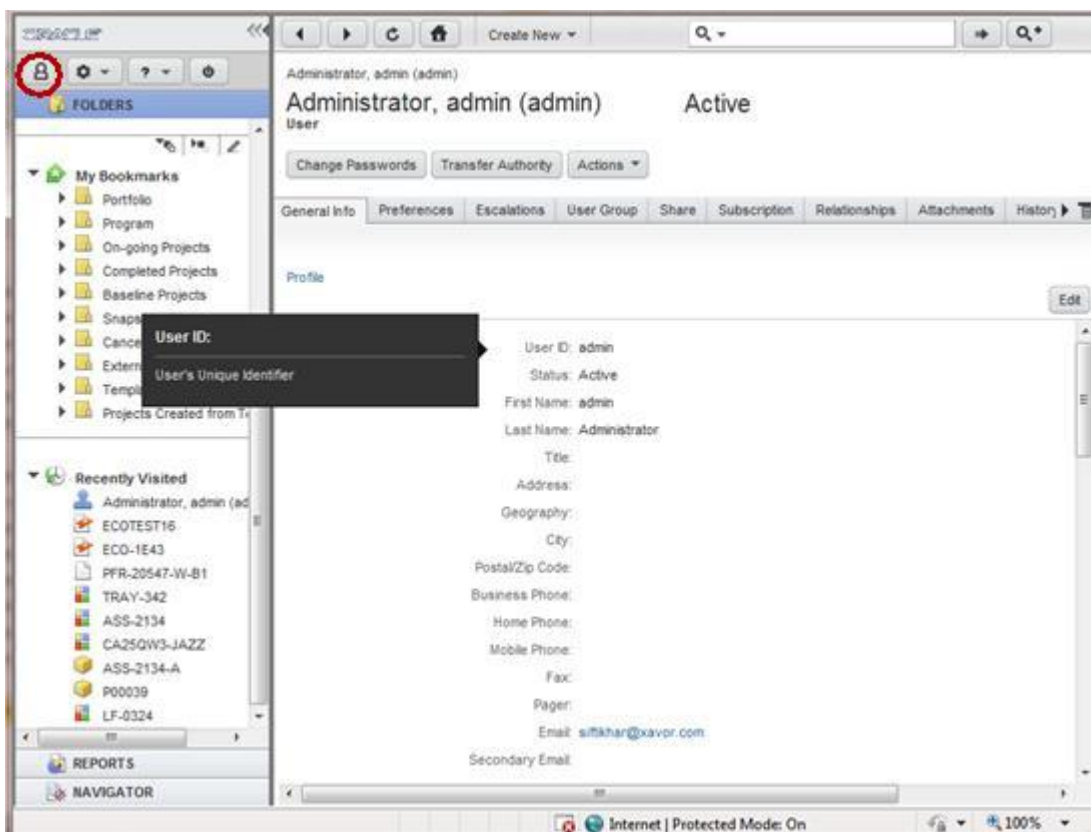 Create New
Administrator, admin (admin)
Administrator, admin (admin)
Active
User
Change Passwords
Transfer Authority
Actions
General Info
Preferences
Escalations
User Group
Share
Subscription
Relationships
Attachments
History
Profile
Edit
User ID: admin
Status: Active
First Name: admin
Last Name: Administrator
Title:
Address:
Geography:
City:
Postal/Zip Code:
Business Phone:
Home Phone:
Mobile Phone:
Fax:
Pager:
Email: siftikhar@xavor.com
Secondary Email:
User ID:
User's Unique Identifier
?
FOLDERS
My Bookmarks
Portfolio
Program
On-going Projects
Completed Projects
Baseline Projects
Snaps
Cance
Extern
Templ
Projects Created from T
Recently Visited
Administrator, admin (ad
ECOTEST16
ECO-1E43
PFR-20547-W-B1
TRAY-342
ASS-2134
CA25QW3-JAZZ
ASS-2134-A
P00039
LF-0324
REPORTS
NAVIGATOR
Internet | Protected Mode: On
100%